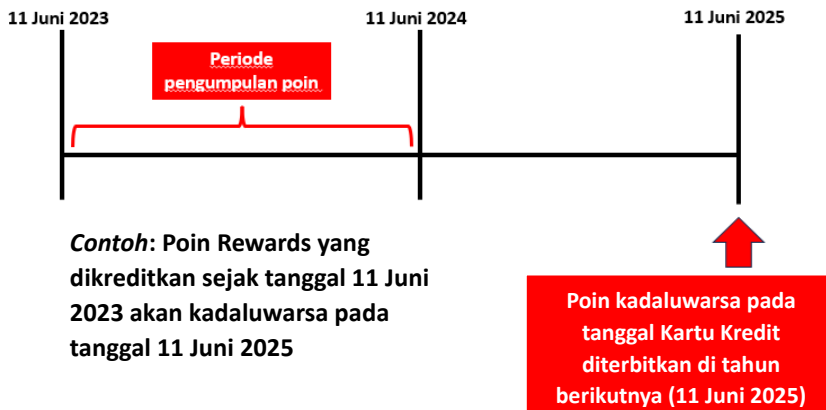 11 Juni 2023
11 Juni 2024
11 Juni 2025
Periode
pengumpulan poin
Contoh: Poin Rewards yang
dikreditkan sejak tanggal 11 Juni
2023 akan kadaluwarsa pada
tanggal 11 Juni 2025
Poin kadaluwarsa pada
tanggal Kartu Kredit
diterbitkan di tahun
berikutnya (11 Juni 2025)